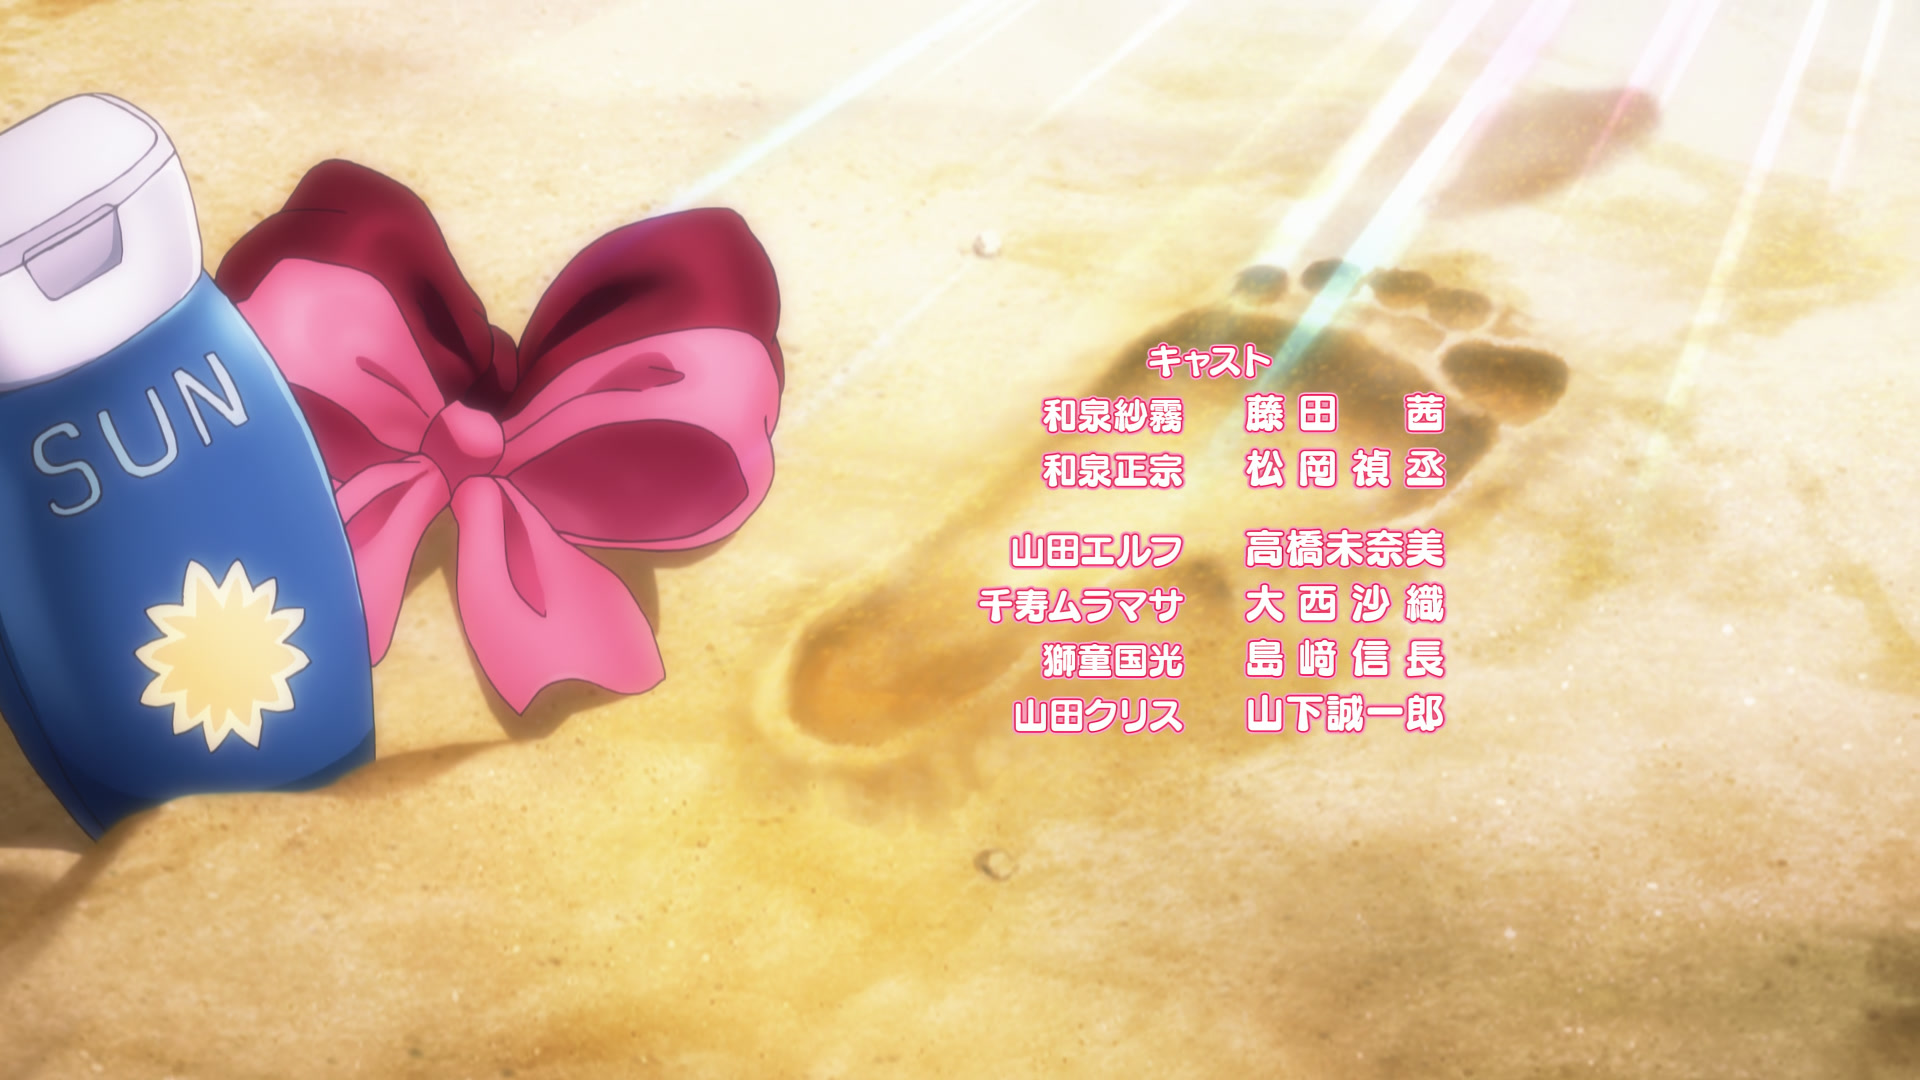 SUN
キャスト
和泉紗霧 藤田 茜
和泉正宗 松岡禎丞
山田エルフ 高橋未奈美
千寿ムラマサ 大西沙織
獅童国光 島﨑信長
山田クリス 山下誠一郎